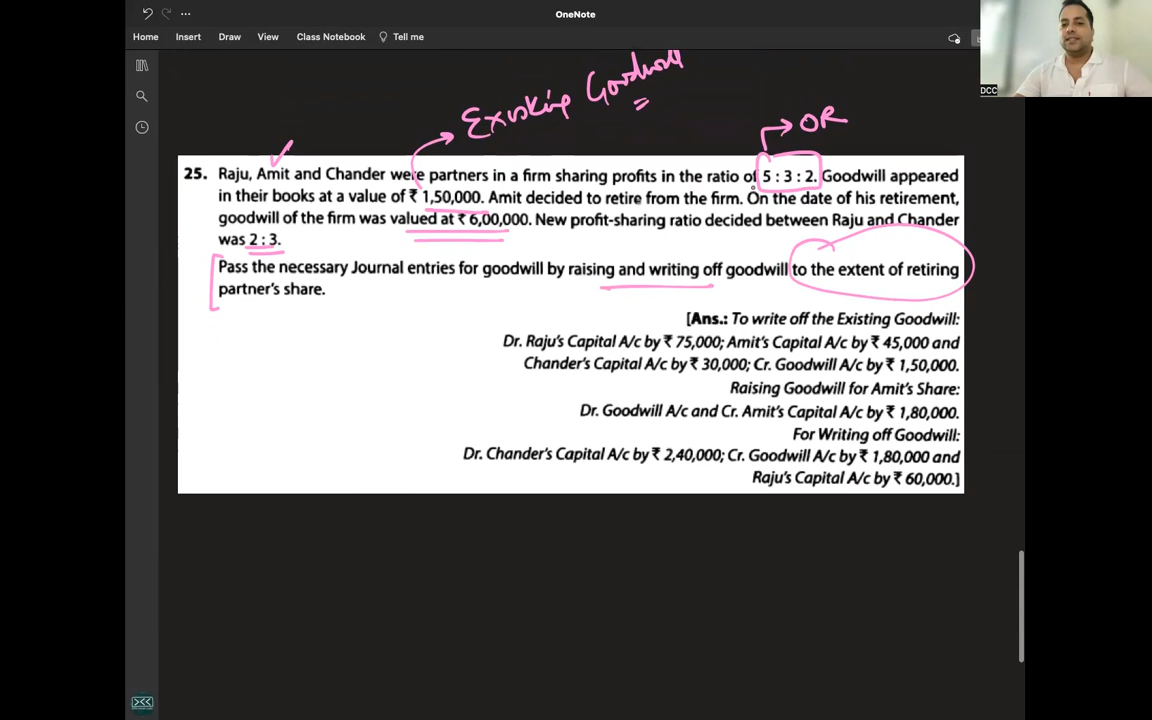 OneNote
Home Insert Draw View Class Notebook Tell me
DCC
Existing Goodwill
OR
25. Raju, Amit and Chander were partners in a firm sharing profits in the ratio of 5 : 3 : 2. Goodwill appeared
in their books at a value of ₹ 1,50,000. Amit decided to retire from the firm. On the date of his retirement,
goodwill of the firm was valued at ₹ 6,00,000. New profit-sharing ratio decided between Raju and Chander
was 2 : 3.
Pass the necessary Journal entries for goodwill by raising and writing off goodwill to the extent of retiring
partner's share.
[Ans.: To write off the Existing Goodwill:
Dr. Raju's Capital A/c by ₹ 75,000; Amit's Capital A/c by ₹ 45,000 and
Chander's Capital A/c by ₹ 30,000; Cr. Goodwill A/c by ₹ 1,50,000.
Raising Goodwill for Amit's Share:
Dr. Goodwill A/c and Cr. Amit's Capital A/c by ₹ 1,80,000.
For Writing off Goodwill:
Dr. Chander's Capital A/c by ₹ 2,40,000; Cr. Goodwill A/c by ₹ 1,80,000 and
Raju's Capital A/c by ₹ 60,000.]